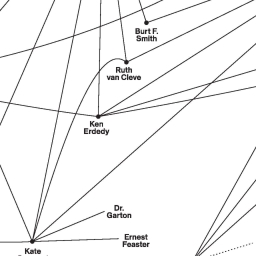 Burt F.
Smith
Ruth
van Cleve
Ken
Erdedy
Dr.
Garton
Ernest
Feaster
Kate